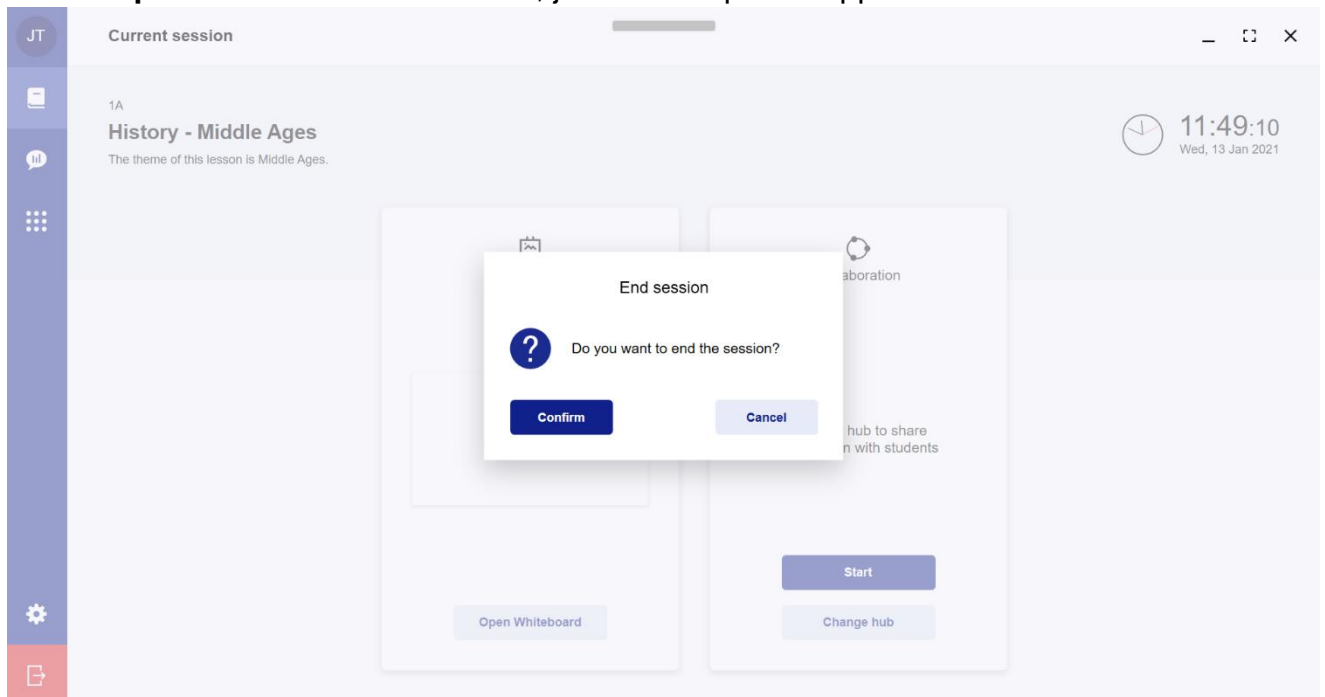 JT
Current session
1A
History - Middle Ages
The theme of this lesson is Middle Ages.
11:49:10
Wed, 13 Jan 2021
End session
Do you want to end the session?
Confirm
Cancel
aboration
hub to share
n with students
Open Whiteboard
Start
Change hub